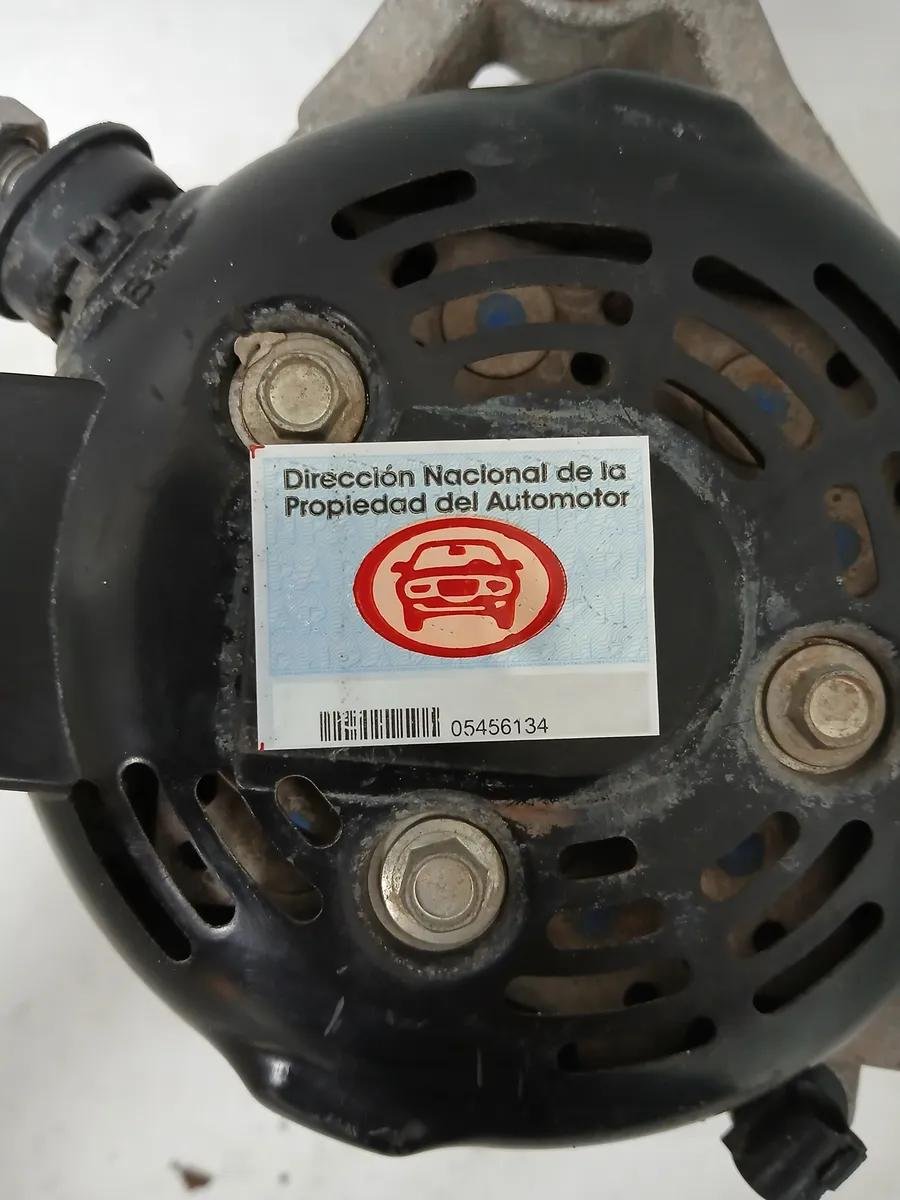 Dirección Nacional de la
Propiedad del Automotor
05456134